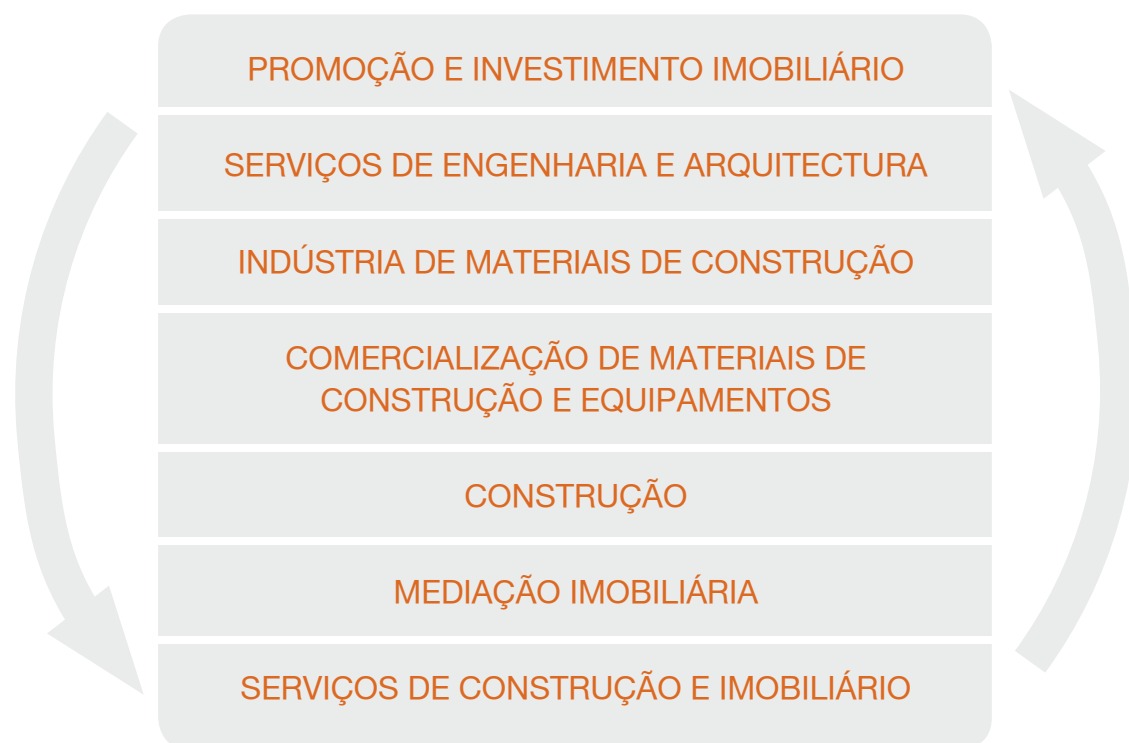 PROMOÇÃO E INVESTIMENTO IMOBILIÁRIO
SERVIÇOS DE ENGENHARIA E ARQUITECTURA
INDÚSTRIA DE MATERIAIS DE CONSTRUÇÃO
COMERCIALIZAÇÃO DE MATERIAIS DE
CONSTRUÇÃO E EQUIPAMENTOS
CONSTRUÇÃO
MEDIAÇÃO IMOBILIÁRIA
SERVIÇOS DE CONSTRUÇÃO E IMOBILIÁRIO